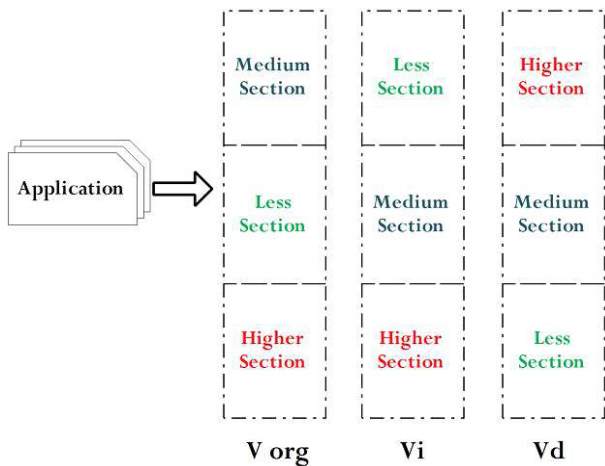 Application
Medium
Section
Less
Section
Higher
Section
V org
Less
Section
Medium
Section
Higher
Section
Vi
Higher
Section
Medium
Section
Less
Section
Vd